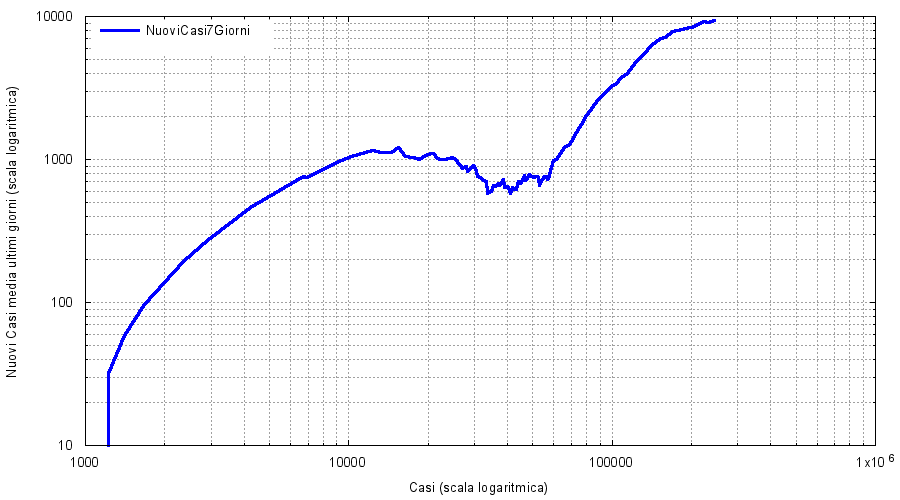 10000
NuoviCasi7Giorni
1000
100
10
1000
10000
100000
1x10 6
Nuovi Casi media ultimi giorni (scala logaritmica)
Casi (scala logaritmica)